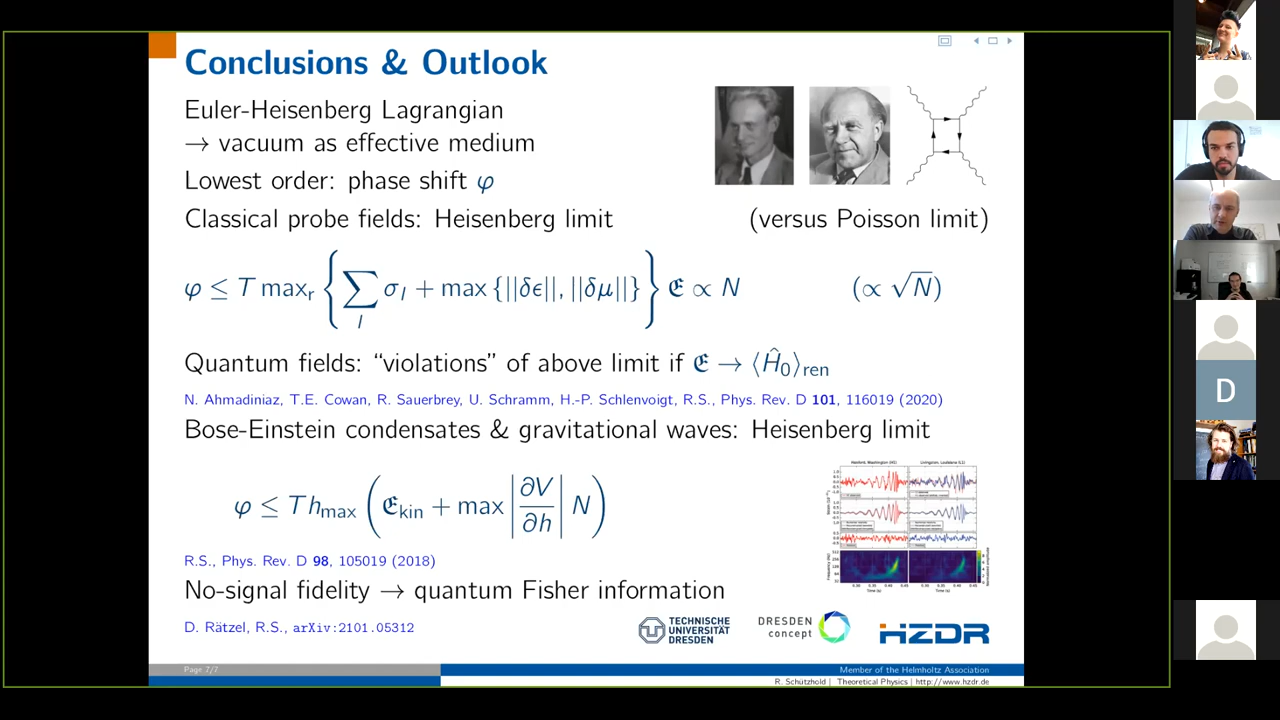 Conclusions & Outlook
Euler-Heisenberg Lagrangian
→ vacuum as effective medium
Lowest order: phase shift φ
Classical probe fields: Heisenberg limit (versus Poisson limit)
φ ≤ T max_r { ∑_I σ_I + max {||δϵ||, ||δμ||} } 𝕰 ∝ N (∝ √N)
Quantum fields: “violations” of above limit if 𝕰 → ⟨Ĥ_0⟩_ren
N. Ahmadiniaz, T.E. Cowan, R. Sauerbrey, U. Schramm, H.-P. Schlenvoigt, R.S., Phys. Rev. D 101, 116019 (2020)
Bose-Einstein condensates & gravitational waves: Heisenberg limit
φ ≤ T h_max ( 𝕰_kin + max |∂V/∂h| N )
R.S., Phys. Rev. D 98, 105019 (2018)
No-signal fidelity → quantum Fisher information
D. Rätzel, R.S., arXiv:2101.05312
TECHNISCHE
UNIVERSITÄT
DRESDEN
DRESDEN
concept
HZDR
Page 7/7
Member of the Helmholtz Association
R. Schützhold | Theoretical Physics | http://www.hzdr.de
D